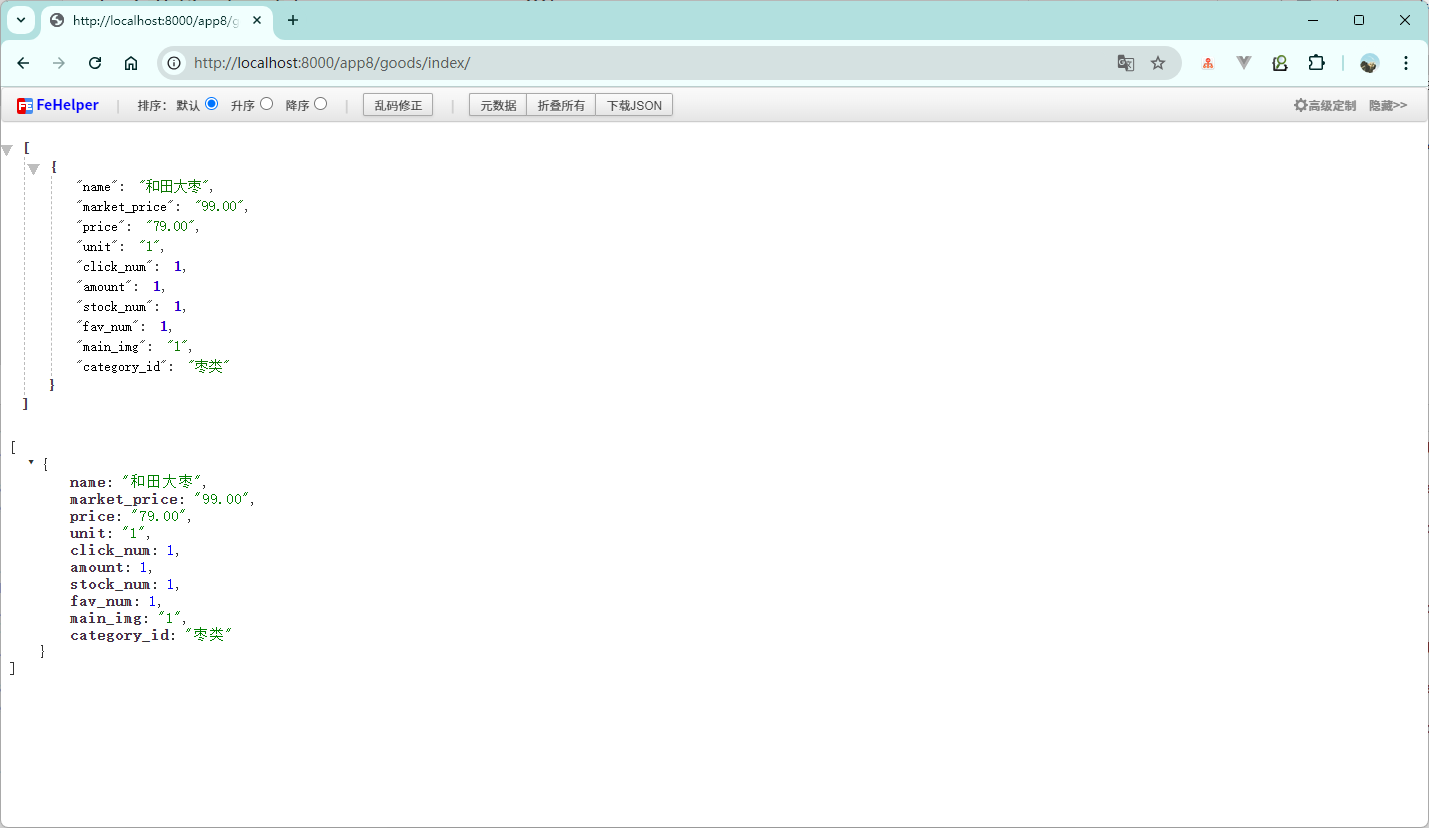 http://localhost:8000/app8/g
http://localhost:8000/app8/goods/index/
FeHelper | 排序: 默认 升序 降序 | 乱码修正 | 元数据 折叠所有 下载JSON 高级定制 隐藏>>
[
{
"name": "和田大枣",
"market_price": "99.00",
"price": "79.00",
"unit": "1",
"click_num": 1,
"amount": 1,
"stock_num": 1,
"fav_num": 1,
"main_img": "1",
"category_id": "枣类"
}
]
[
{
name: "和田大枣",
market_price: "99.00",
price: "79.00",
unit: "1",
click_num: 1,
amount: 1,
stock_num: 1,
fav_num: 1,
main_img: "1",
category_id: "枣类"
}
]